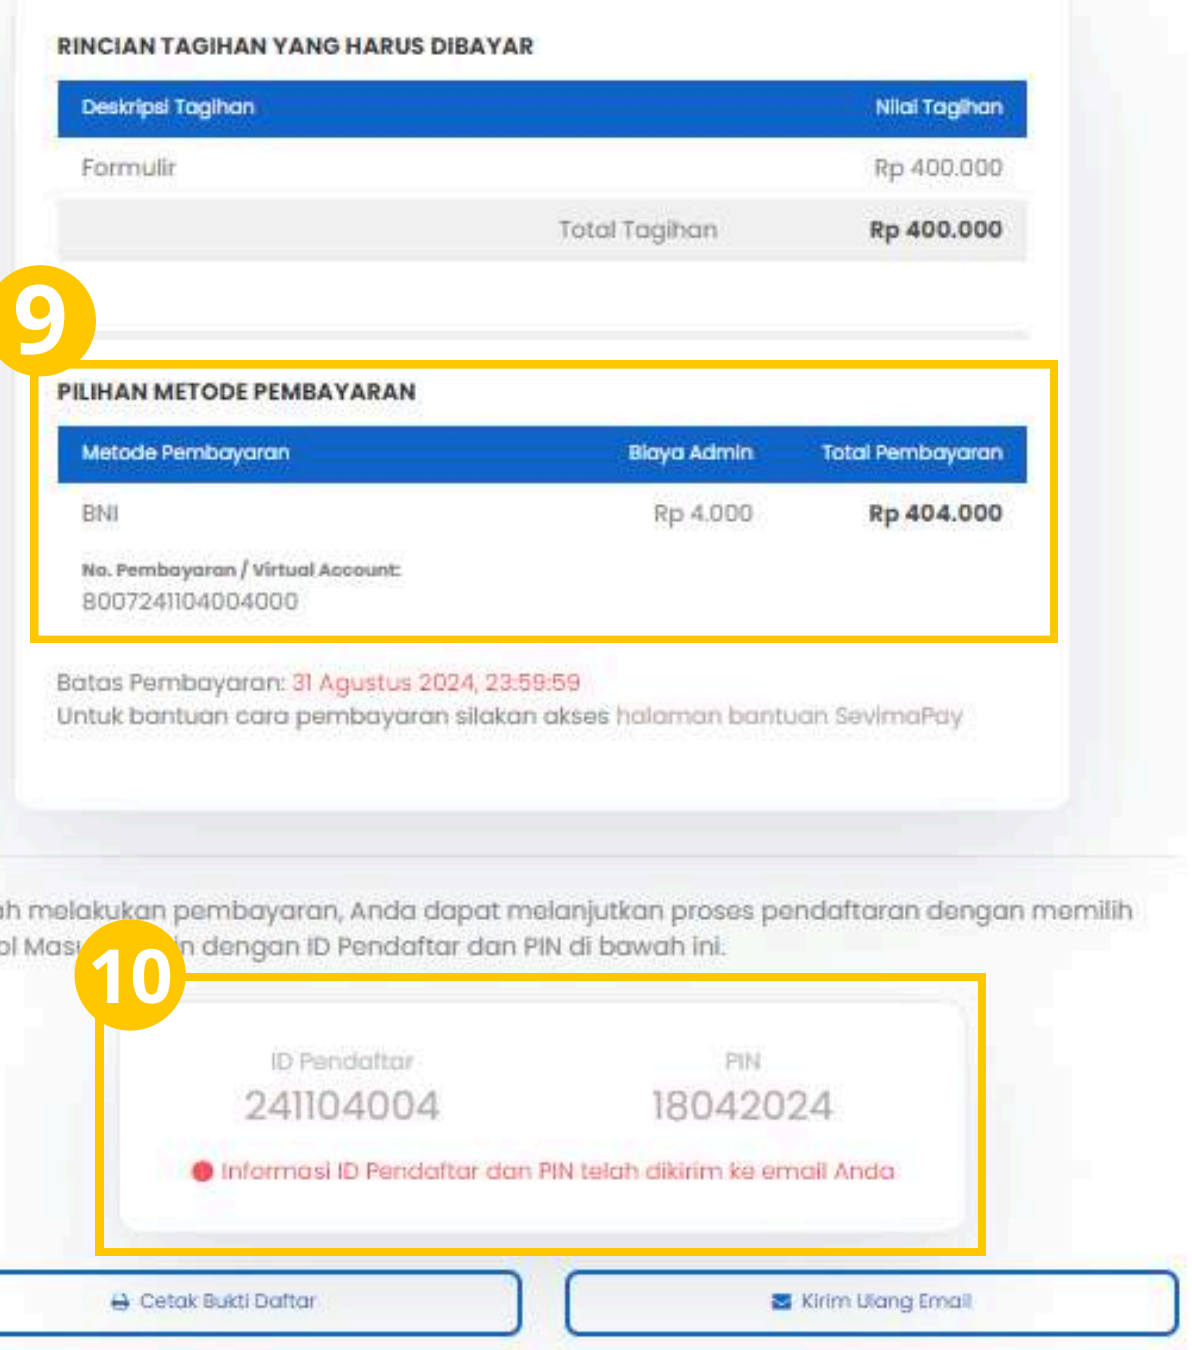 RINCIAN TAGIHAN YANG HARUS DIBAYAR
Deskripsi Tagihan Nilai Tagihan
Formulir Rp 400.000
Total Tagihan Rp 400.000
9
PILIHAN METODE PEMBAYARAN
Metode Pembayaran Biaya Admin Total Pembayaran
BNI Rp 4.000 Rp 404.000
No. Pembayaran / Virtual Account:
8007241104004000
Batas Pembayaran: 31 Agustus 2024, 23:59:59
Untuk bantuan cara pembayaran silakan akses halaman bantuan SevimaPay
melakukan pembayaran, Anda dapat melanjutkan proses pendaftaran dengan memilih
dengan ID Pendaftar dan PIN di bawah ini.
10
ID Pendaftar PIN
241104004 18042024
Informasi ID Pendaftar dan PIN telah dikirim ke email Anda
Cetak Bukti Daftar Kirim Ulang Email